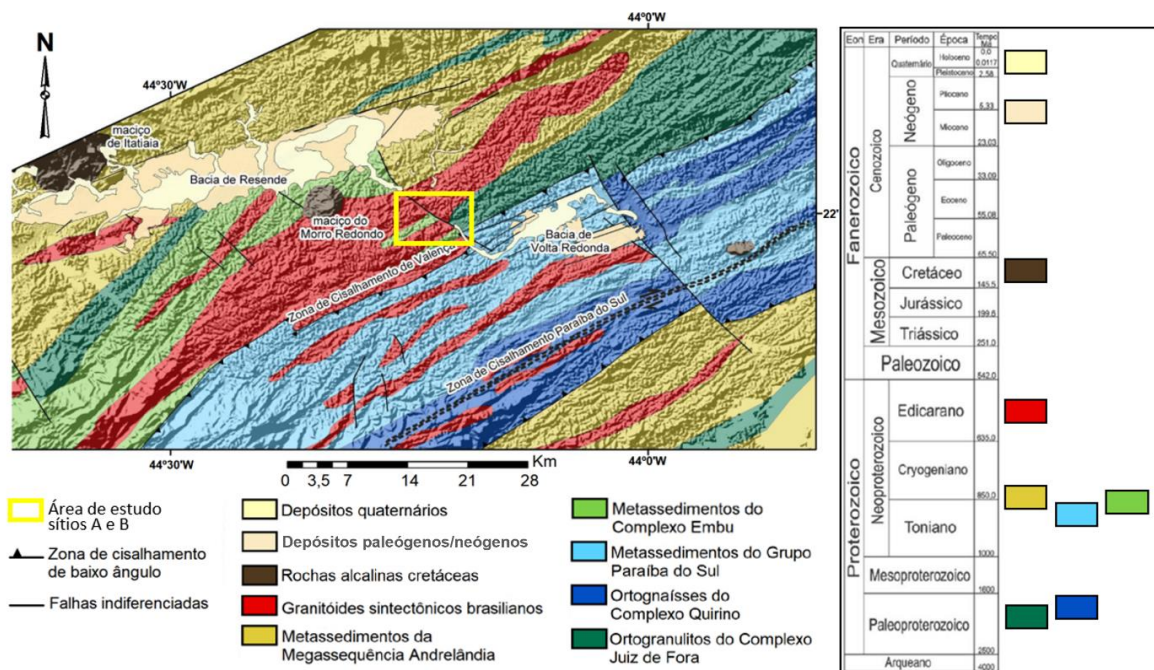 N
44°0'W
44°30'W
maciço
de Itatiaia
Bacia de Resende
maciço do
Morro Redondo
22°
Bacia de
Volta Redonda
Zona de Cisalhamento de Valença
Zona de Cisalhamento Paraíba do Sul
44°30'W
44°0'W
Km
0 3,5 7 14 21 28
Área de estudo
sítios A e B
Zona de cisalhamento
de baixo ângulo
Falhas indiferenciadas
Depósitos quaternários
Depósitos paleógenos/neógenos
Rochas alcalinas cretáceas
Granitóides sintectônicos brasilianos
Metassedimentos da
Megassequência Andrelândia
Metassedimentos do
Complexo Embu
Metassedimentos do Grupo
Paraíba do Sul
Ortognaísses do
Complexo Quirino
Ortogranulitos do Complexo
Juiz de Fora
Eon Era Período Época Tempo Ma
Fanerozoico
Cenozoico
Quaternário
Holoceno
0.0
0.0117
Pleistoceno
2.58
Neógeno
Plioceno
5.33
Mioceno
23.03
Paleógeno
Oligoceno
33.09
Eoceno
55.08
Paleoceno
65.50
Mesozoico
Cretáceo
145.5
Jurássico
199.6
Triássico
251.0
Paleozoico
542.0
Proterozoico
Neoproterozoico
Edicarano
635.0
Cryogeniano
850.0
Toniano
1000
Mesoproterozoico
1600
Paleoproterozoico
2500
Arqueano
4000